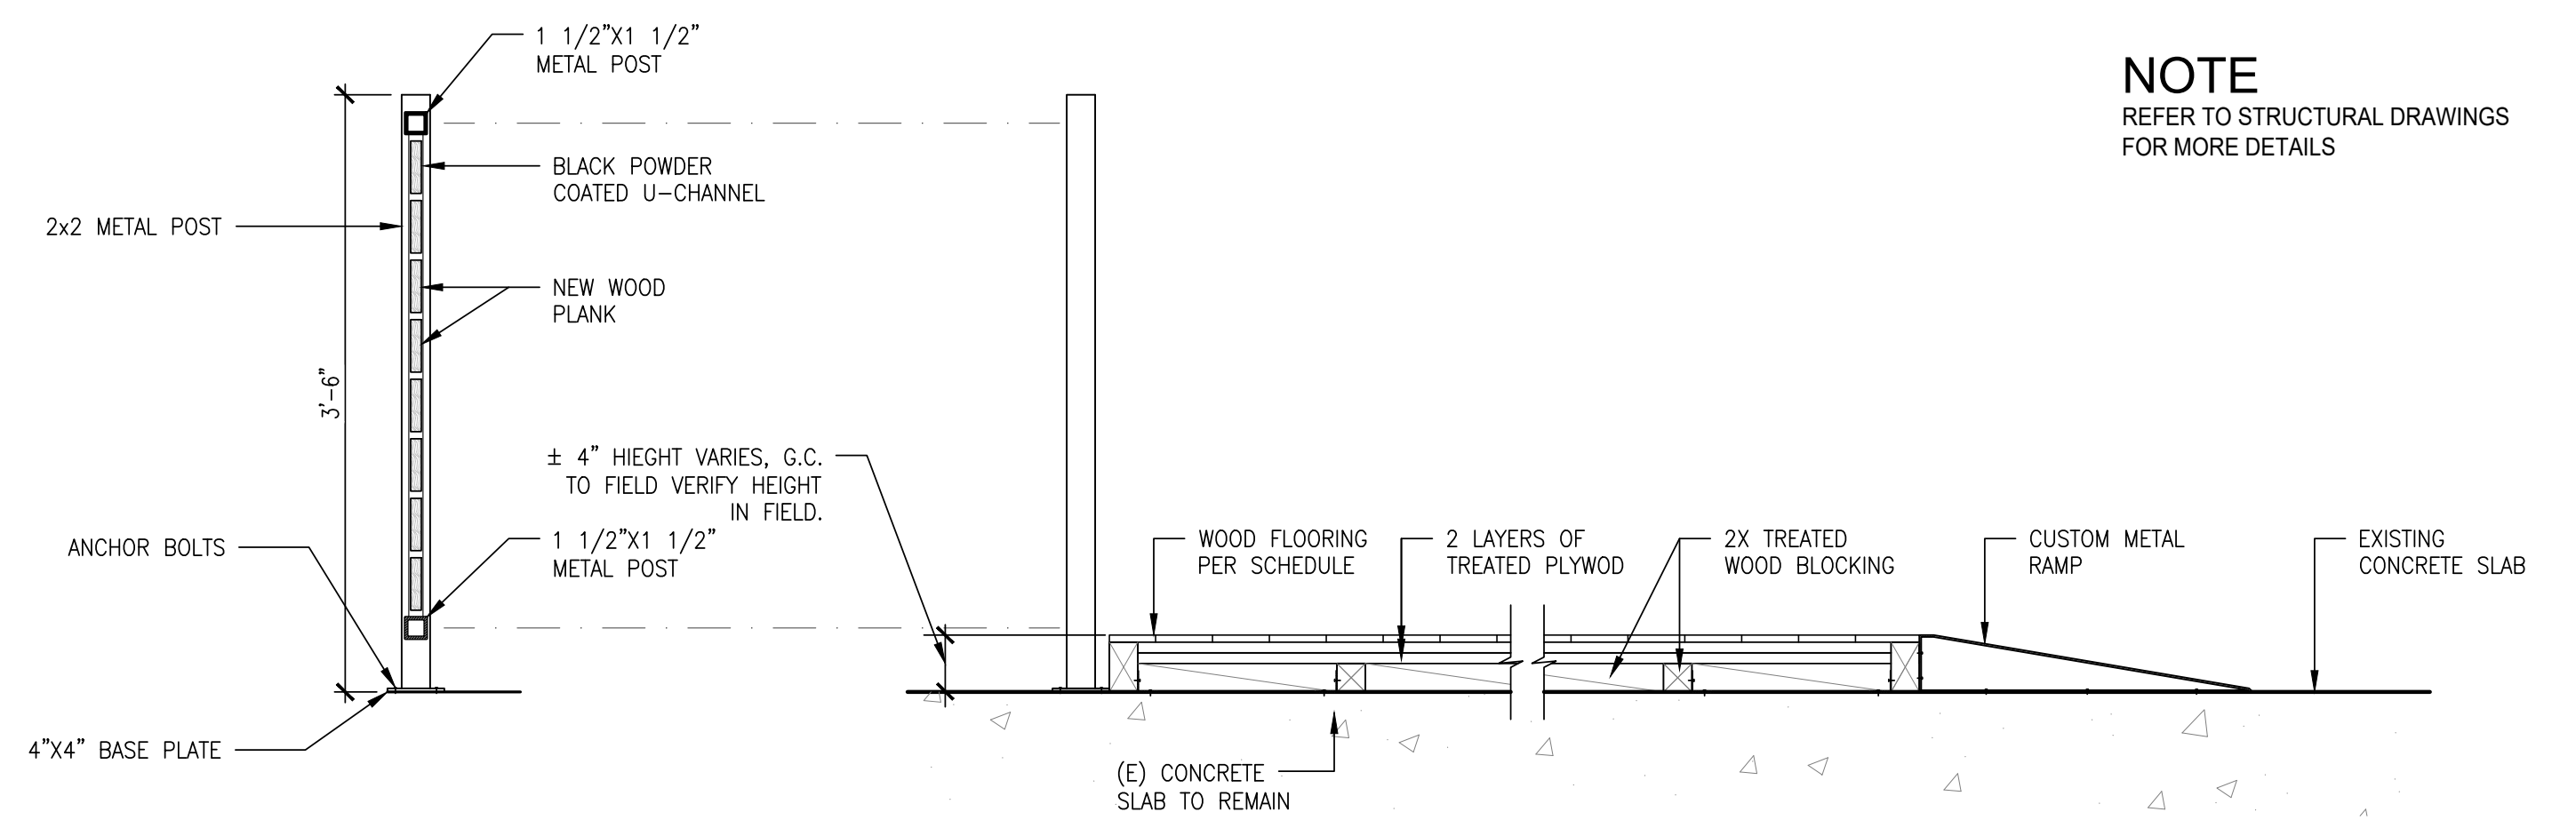 1 1/2"X1 1/2"
METAL POST
NOTE
REFER TO STRUCTURAL DRAWINGS
FOR MORE DETAILS
BLACK POWDER
COATED U-CHANNEL
2x2 METAL POST
NEW WOOD
PLANK
3'-6"
± 4" HIEGHT VARIES, G.C.
TO FIELD VERIFY HEIGHT
IN FIELD.
ANCHOR BOLTS
1 1/2"X1 1/2"
METAL POST
WOOD FLOORING
PER SCHEDULE
2 LAYERS OF
TREATED PLYWOD
2X TREATED
WOOD BLOCKING
CUSTOM METAL
RAMP
EXISTING
CONCRETE SLAB
4"X4" BASE PLATE
(E) CONCRETE
SLAB TO REMAIN